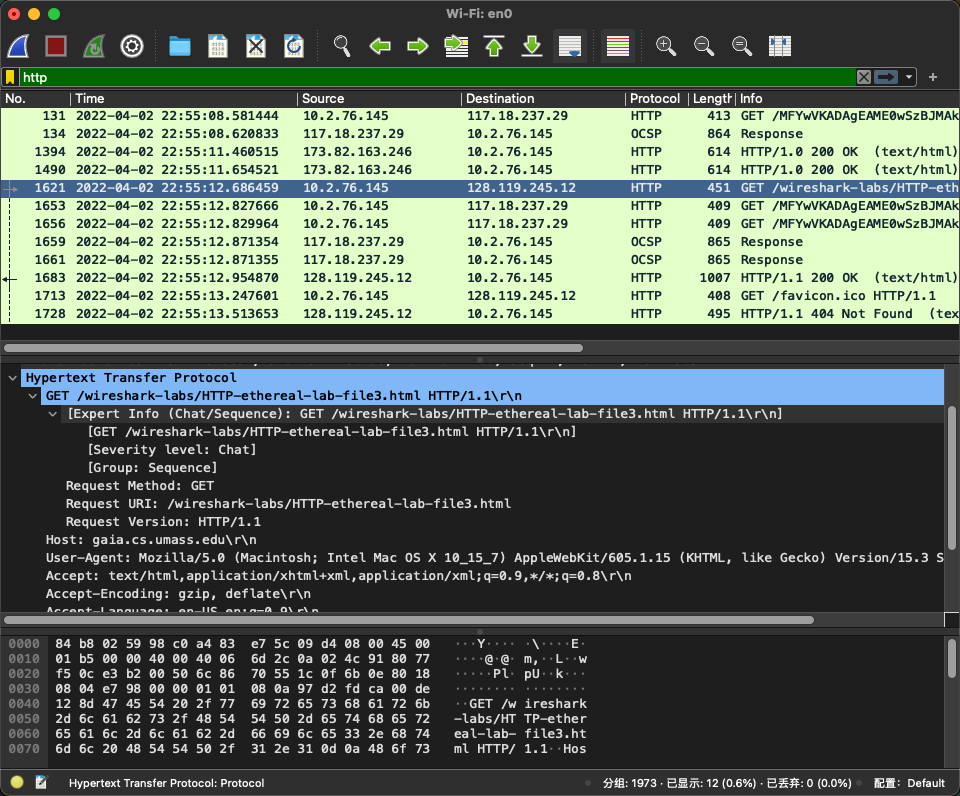 Wi-Fi: en0
http
No. Time Source Destination Protocol Length Info
131 2022-04-02 22:55:08.581444 10.2.76.145 117.18.237.29 HTTP 413 GET /MFYwVKADAgEAME0wSzBJMAk
134 2022-04-02 22:55:08.620833 117.18.237.29 10.2.76.145 OCSP 864 Response
1394 2022-04-02 22:55:11.460515 173.82.163.246 10.2.76.145 HTTP 614 HTTP/1.0 200 OK (text/html)
1490 2022-04-02 22:55:11.654521 173.82.163.246 10.2.76.145 HTTP 614 HTTP/1.0 200 OK (text/html)
1621 2022-04-02 22:55:12.686459 10.2.76.145 128.119.245.12 HTTP 451 GET /wireshark-labs/HTTP-eth
1653 2022-04-02 22:55:12.827666 10.2.76.145 117.18.237.29 HTTP 409 GET /MFYwVKADAgEAME0wSzBJMAk
1656 2022-04-02 22:55:12.829964 10.2.76.145 117.18.237.29 HTTP 409 GET /MFYwVKADAgEAME0wSzBJMAk
1659 2022-04-02 22:55:12.871354 117.18.237.29 10.2.76.145 OCSP 865 Response
1661 2022-04-02 22:55:12.871355 117.18.237.29 10.2.76.145 OCSP 865 Response
1683 2022-04-02 22:55:12.954870 128.119.245.12 10.2.76.145 HTTP 1007 HTTP/1.1 200 OK (text/html)
1713 2022-04-02 22:55:13.247601 10.2.76.145 128.119.245.12 HTTP 408 GET /favicon.ico HTTP/1.1
1728 2022-04-02 22:55:13.513653 128.119.245.12 10.2.76.145 HTTP 495 HTTP/1.1 404 Not Found (tex
Hypertext Transfer Protocol
GET /wireshark-labs/HTTP-ethereal-lab-file3.html HTTP/1.1\r\n
[Expert Info (Chat/Sequence): GET /wireshark-labs/HTTP-ethereal-lab-file3.html HTTP/1.1\r\n]
[GET /wireshark-labs/HTTP-ethereal-lab-file3.html HTTP/1.1\r\n]
[Severity level: Chat]
[Group: Sequence]
Request Method: GET
Request URI: /wireshark-labs/HTTP-ethereal-lab-file3.html
Request Version: HTTP/1.1
Host: gaia.cs.umass.edu\r\n
User-Agent: Mozilla/5.0 (Macintosh; Intel Mac OS X 10_15_7) AppleWebKit/605.1.15 (KHTML, like Gecko) Version/15.3 S
Accept: text/html,application/xhtml+xml,application/xml;q=0.9,*/*;q=0.8\r\n
Accept-Encoding: gzip, deflate\r\n
Accept-Language: en-US,en;q=0.9\r\n
0000 84 b8 02 59 98 c0 a4 83 e7 5c 09 d4 08 00 45 00 ···Y···· ·\····E·
0010 01 b5 00 00 40 00 40 06 6d 2c 0a 02 4c 91 80 77 ····@·@· m,··L··w
0020 f5 0c e3 b2 00 50 6c 86 70 55 1c 0f 6b 0e 80 18 ·····Pl· pU··k···
0030 08 04 e7 98 00 00 01 01 08 0a 97 d2 fd ca 00 de ········ ········
0040 12 8d 47 45 54 20 2f 77 69 72 65 73 68 61 72 6b ··GET /w ireshark
0050 2d 6c 61 62 73 2f 48 54 54 50 2d 65 74 68 65 72 -labs/HT TP-ether
0060 65 61 6c 2d 6c 61 62 2d 66 69 6c 65 33 2e 68 74 eal-lab- file3.ht
0070 6d 6c 20 48 54 54 50 2f 31 2e 31 0d 0a 48 6f 73 ml HTTP/ 1.1··Hos
Hypertext Transfer Protocol: Protocol 分组: 1973 · 已显示: 12 (0.6%) · 已丢弃: 0 (0.0%) 配置: Default